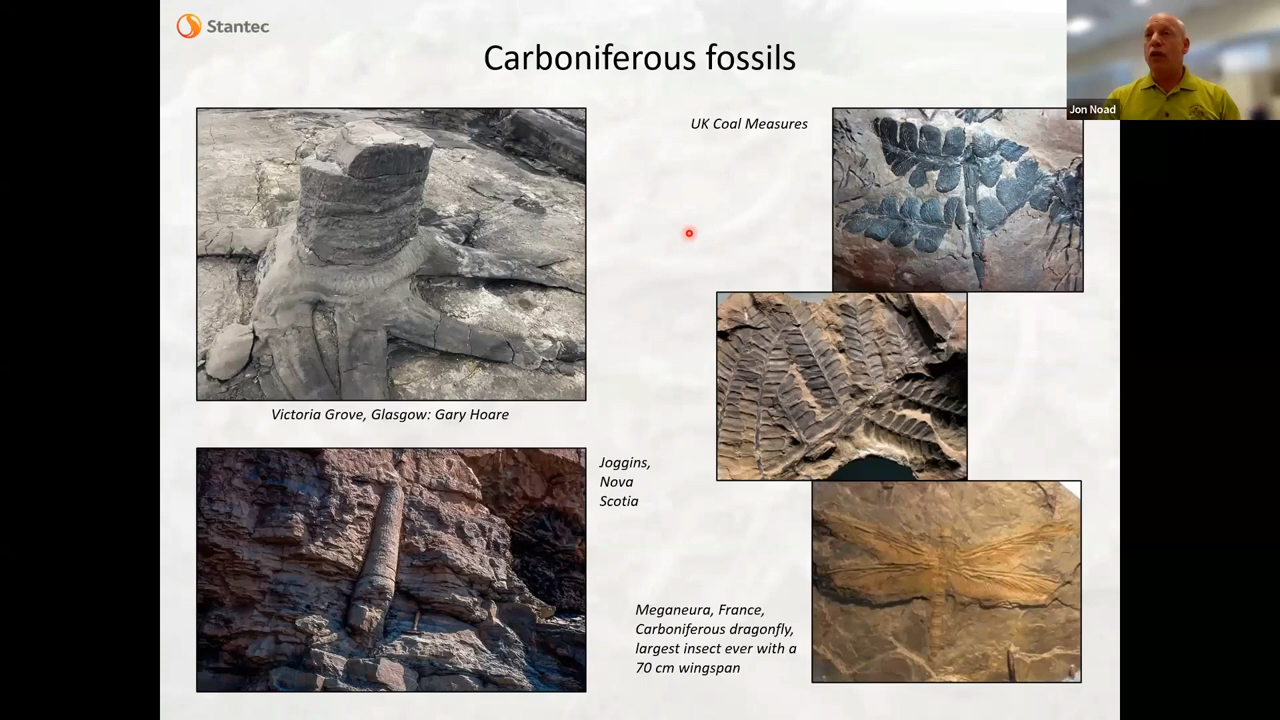 Stantec
Carboniferous fossils
Jon Noad
UK Coal Measures
Victoria Grove, Glasgow: Gary Hoare
Joggins,
Nova
Scotia
Meganeura, France,
Carboniferous dragonfly,
largest insect ever with a
70 cm wingspan